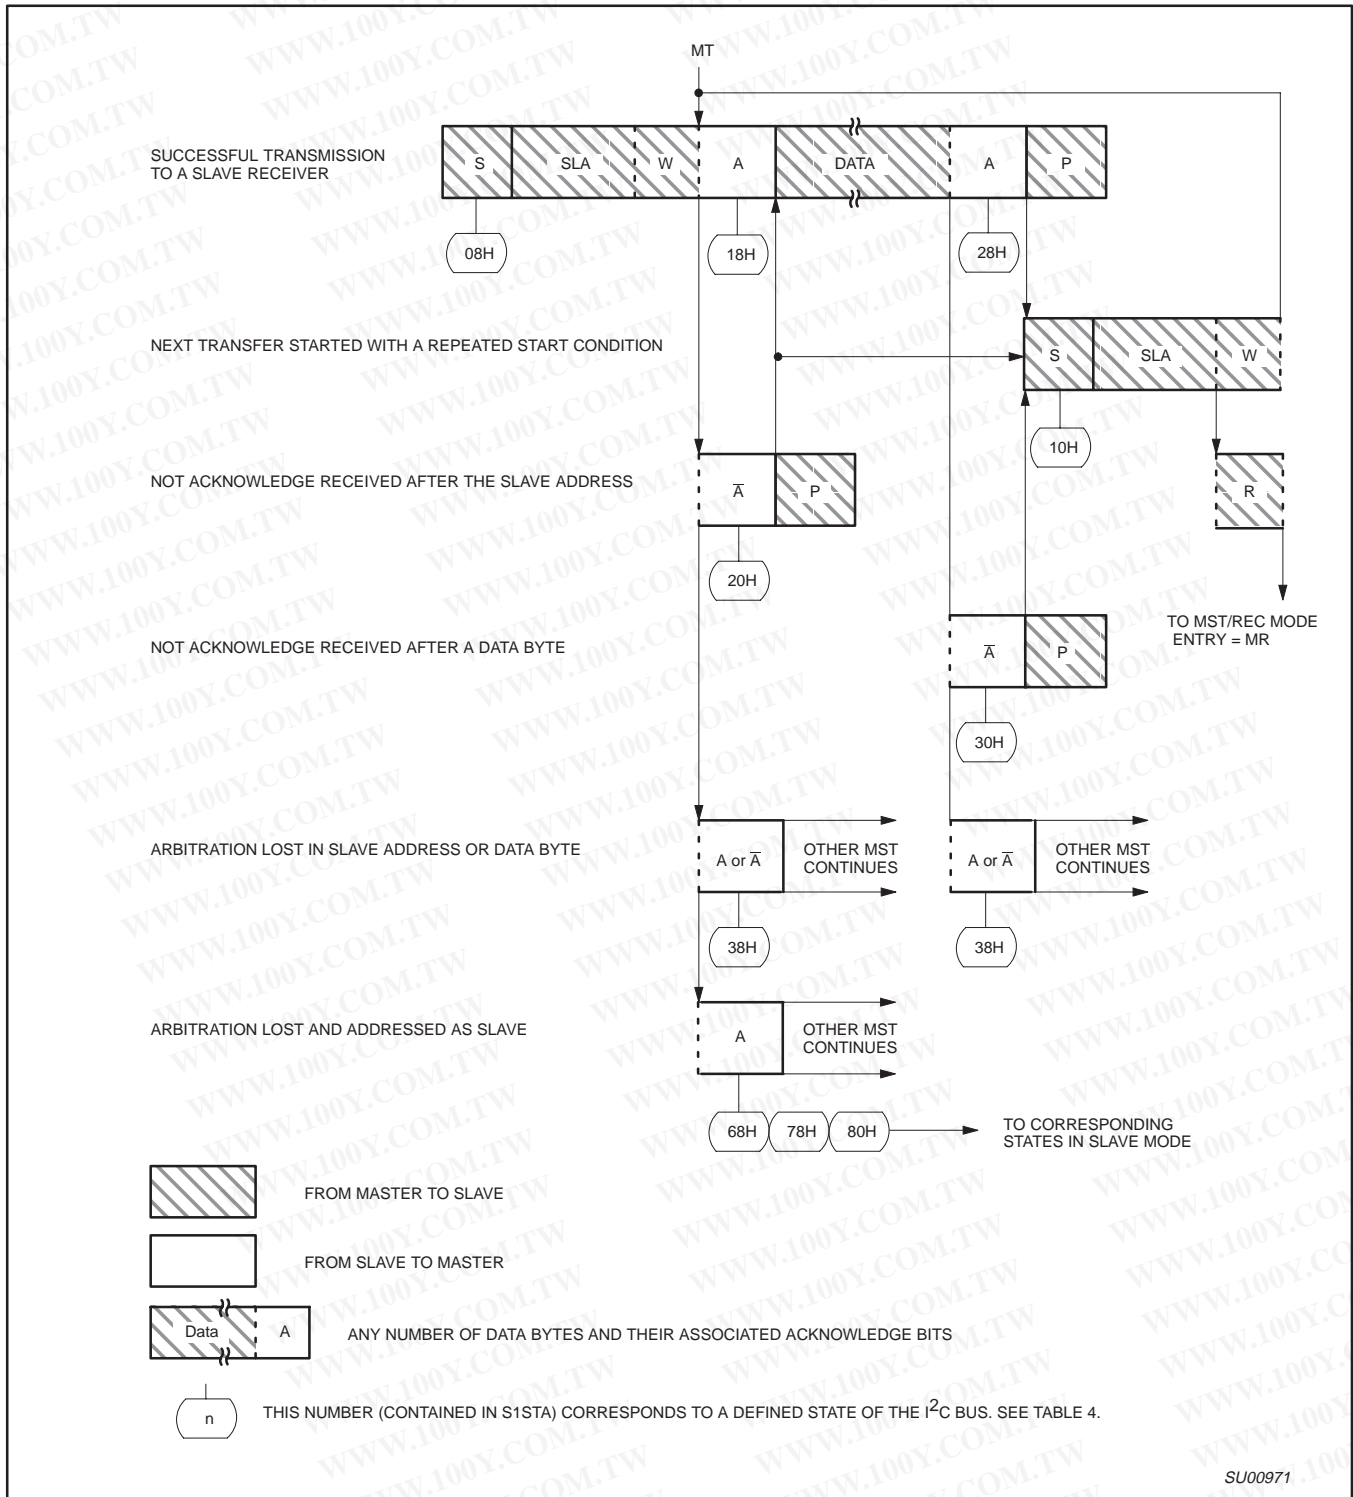 MT
SUCCESSFUL TRANSMISSION
TO A SLAVE RECEIVER
S SLA W A DATA A P
08H 18H 28H
NEXT TRANSFER STARTED WITH A REPEATED START CONDITION
S SLA W
10H
NOT ACKNOWLEDGE RECEIVED AFTER THE SLAVE ADDRESS
A̅ P
R
20H
TO MST/REC MODE
ENTRY = MR
NOT ACKNOWLEDGE RECEIVED AFTER A DATA BYTE
A̅ P
30H
ARBITRATION LOST IN SLAVE ADDRESS OR DATA BYTE
A or A̅
OTHER MST
CONTINUES
A or A̅
OTHER MST
CONTINUES
38H 38H
ARBITRATION LOST AND ADDRESSED AS SLAVE
A
OTHER MST
CONTINUES
68H 78H 80H
TO CORRESPONDING
STATES IN SLAVE MODE
FROM MASTER TO SLAVE
FROM SLAVE TO MASTER
Data A
ANY NUMBER OF DATA BYTES AND THEIR ASSOCIATED ACKNOWLEDGE BITS
n
THIS NUMBER (CONTAINED IN S1STA) CORRESPONDS TO A DEFINED STATE OF THE I²C BUS. SEE TABLE 4.
SU00971
WWW.100Y.COM.TW